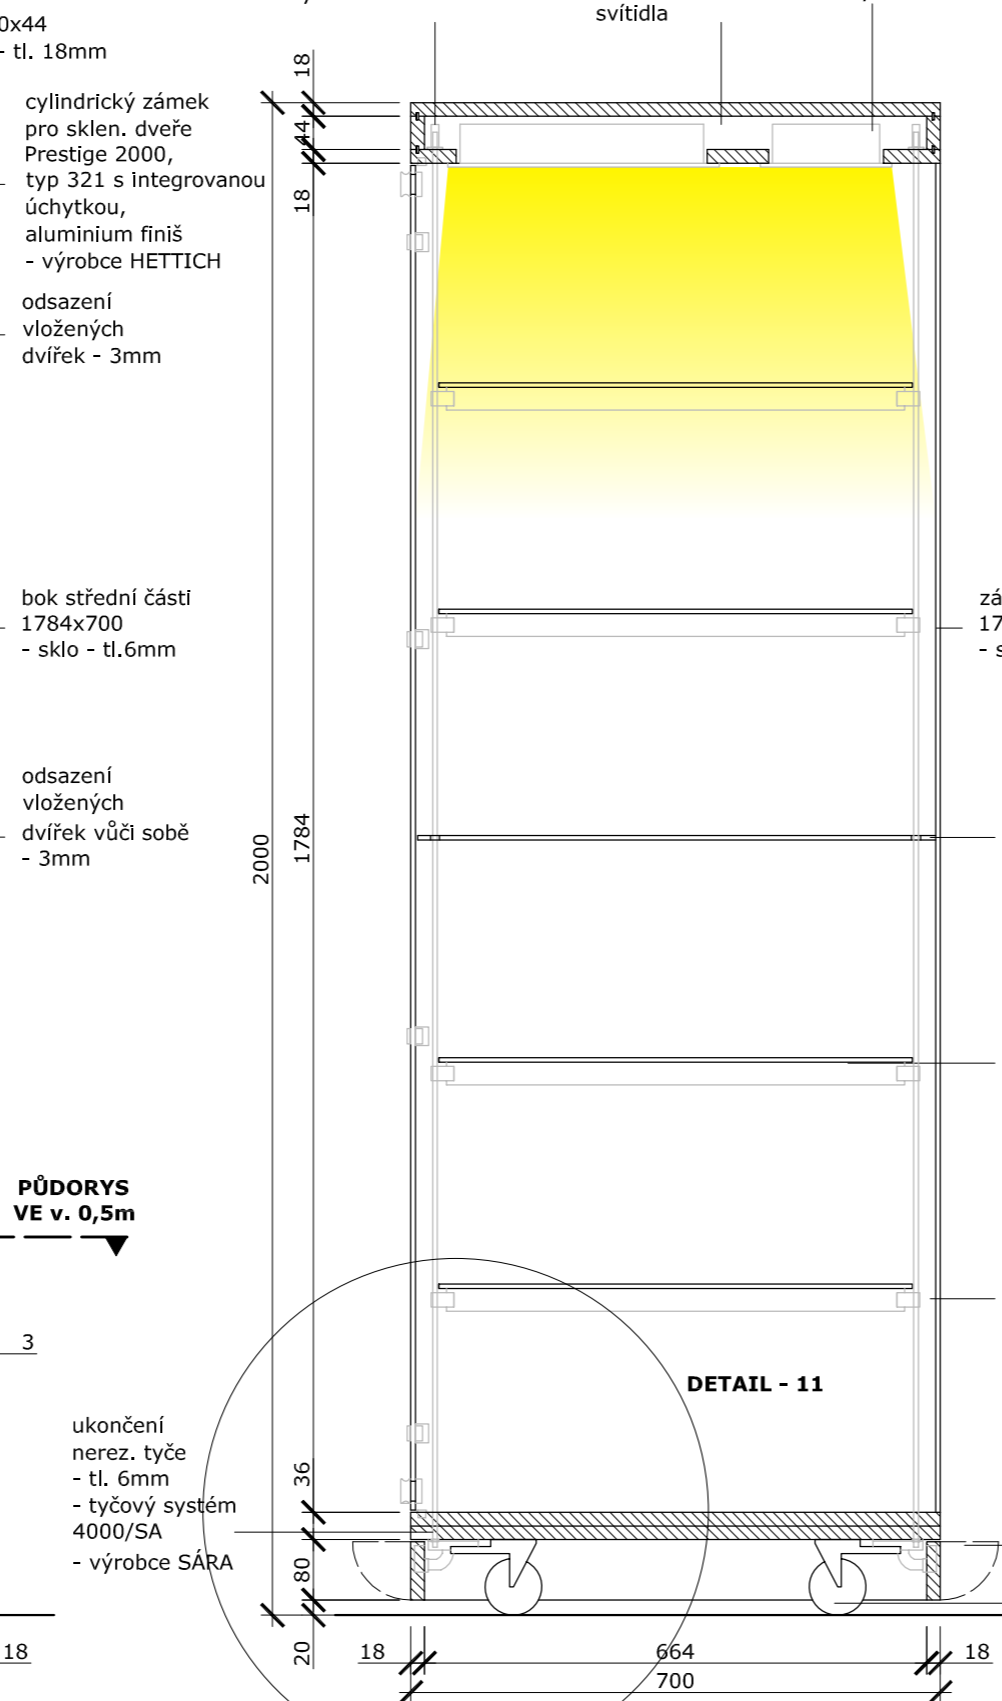 svítidla
0x44
- tl. 18mm
cylindrický zámek
pro sklen. dveře
Prestige 2000,
typ 321 s integrovanou
úchytkou,
aluminium finiš
- výrobce HETTICH
odsazení
vložených
dvířek - 3mm
bok střední části
1784x700
- sklo - tl.6mm
odsazení
vložených
dvířek vůči sobě
- 3mm
PŮDORYS
VE v. 0,5m
3
ukončení
nerez. tyče
- tl. 6mm
- tyčový systém
4000/SA
- výrobce SÁRA
18
18
44
18
2000
1784
36
80
20
DETAIL - 11
18
664
18
700
zá
17
- s